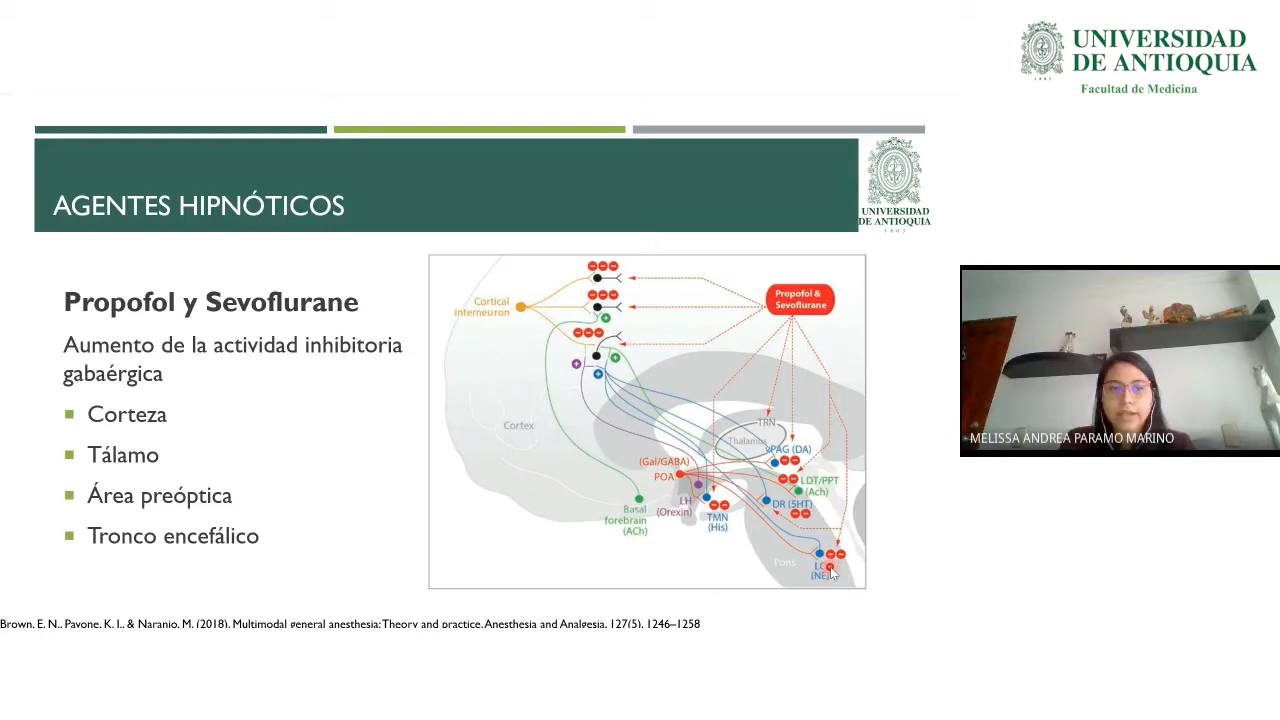 UNIVERSIDAD
DE ANTIOQUIA
1803
Facultad de Medicina
AGENTES HIPNÓTICOS
UNIVERSIDAD
DE ANTIOQUIA
1803
Propofol y Sevoflurane
Aumento de la actividad inhibitoria
gabaérgica
Corteza
Tálamo
Área preóptica
Tronco encefálico
Cortical
interneuron
Propofol &
Sevoflurane
Cortex
TRN
Thalamus
PAG (DA)
(Gal/GABA)
POA
LDT/PPT
(Ach)
LH
(Orexin)
DR (5HT)
TMN
(His)
Basal
forebrain
(ACh)
Pons
LC
(NE)
MELISSA ANDREA PARAMO MARINO
Brown, E. N., Pavone, K. J., & Naranjo, M. (2018). Multimodal general anesthesia: Theory and practice. Anesthesia and Analgesia, 127(5), 1246–1258